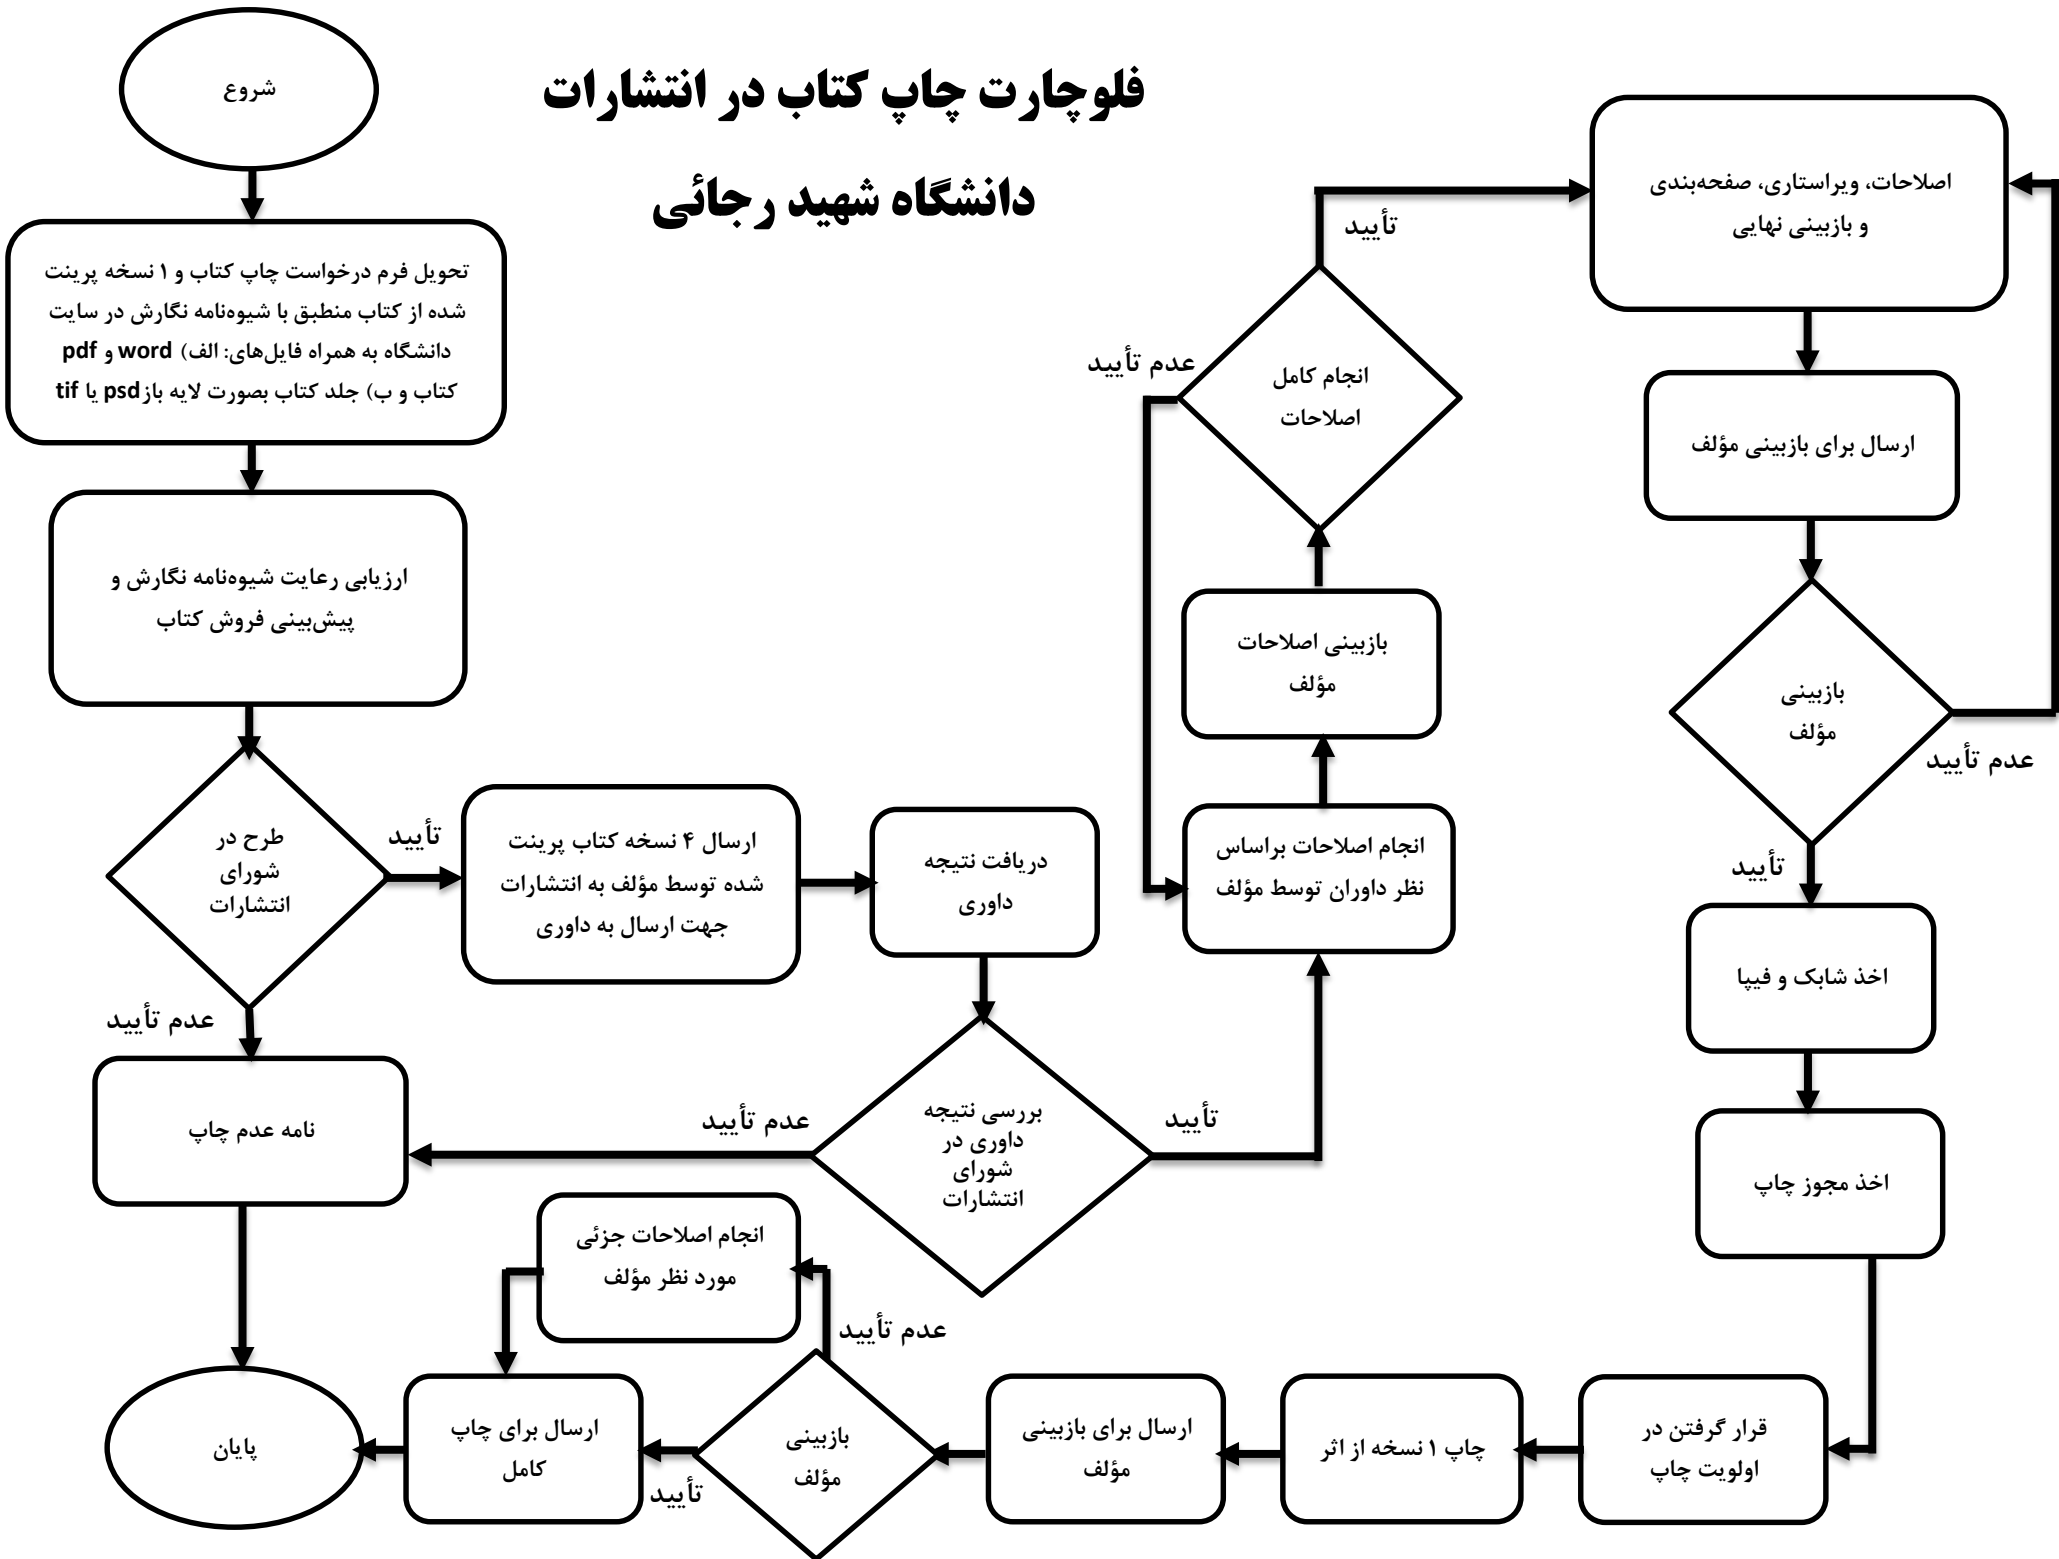 فلوچارت چاپ کتاب در انتشارات
دانشگاه شهید رجائی
شروع
تحویل فرم درخواست چاپ کتاب و ۱ نسخه پرینت
شده از کتاب منطبق با شیوه‌نامه نگارش در سایت
دانشگاه به همراه فایل‌های: الف) word و pdf
کتاب و ب) جلد کتاب بصورت لایه باز psd یا tif
ارزیابی رعایت شیوه‌نامه نگارش و
پیش‌بینی فروش کتاب
طرح در
شورای
انتشارات
تأیید
عدم تأیید
ارسال ۴ نسخه کتاب پرینت
شده توسط مؤلف به انتشارات
جهت ارسال به داوری
دریافت نتیجه
داوری
بررسی نتیجه
داوری در
شورای
انتشارات
عدم تأیید
تأیید
نامه عدم چاپ
انجام اصلاحات براساس
نظر داوران توسط مؤلف
بازبینی اصلاحات
مؤلف
انجام کامل
اصلاحات
عدم تأیید
تأیید
اصلاحات، ویراستاری، صفحه‌بندی
و بازبینی نهایی
ارسال برای بازبینی مؤلف
بازبینی
مؤلف
عدم تأیید
تأیید
اخذ شابک و فیپا
اخذ مجوز چاپ
قرار گرفتن در
اولویت چاپ
چاپ ۱ نسخه از اثر
ارسال برای بازبینی
مؤلف
بازبینی
مؤلف
عدم تأیید
تأیید
انجام اصلاحات جزئی
مورد نظر مؤلف
ارسال برای چاپ
کامل
پایان